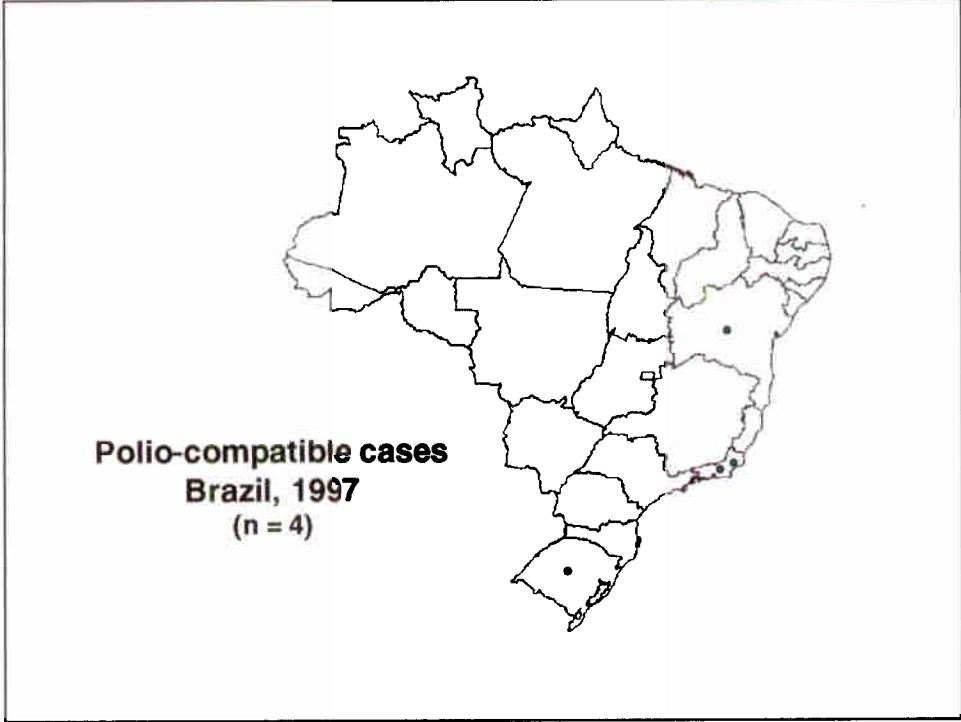 Polio-compatible cases
Brazil, 1997
(n = 4)